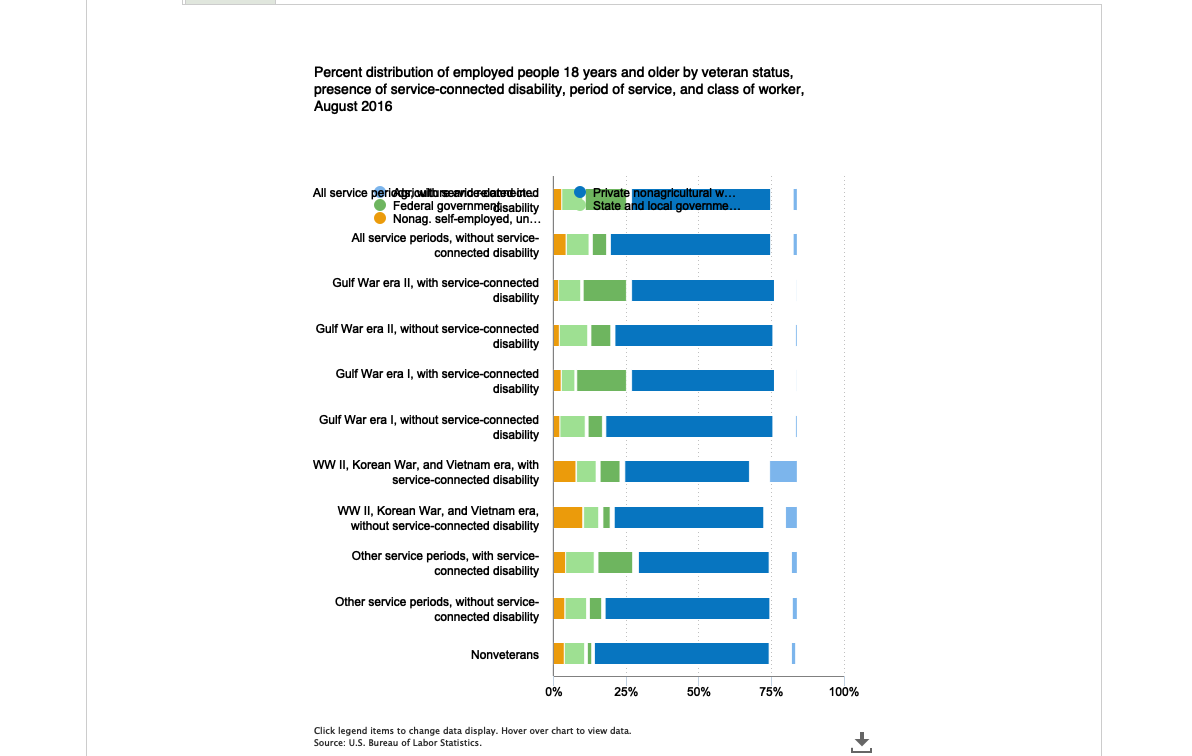 Percent distribution of employed people 18 years and older by veteran status,
presence of service-connected disability, period of service, and class of worker,
August 2016
All service periods, with service-connected
disability
Private nonagricultural w…
Federal government
State and local governme…
Nonag. self-employed, un…
All service periods, without service-
connected disability
Gulf War era II, with service-connected
disability
Gulf War era II, without service-connected
disability
Gulf War era I, with service-connected
disability
Gulf War era I, without service-connected
disability
WW II, Korean War, and Vietnam era, with
service-connected disability
WW II, Korean War, and Vietnam era,
without service-connected disability
Other service periods, with service-
connected disability
Other service periods, without service-
connected disability
Nonveterans
0% 25% 50% 75% 100%
Click legend items to change data display. Hover over chart to view data.
Source: U.S. Bureau of Labor Statistics.